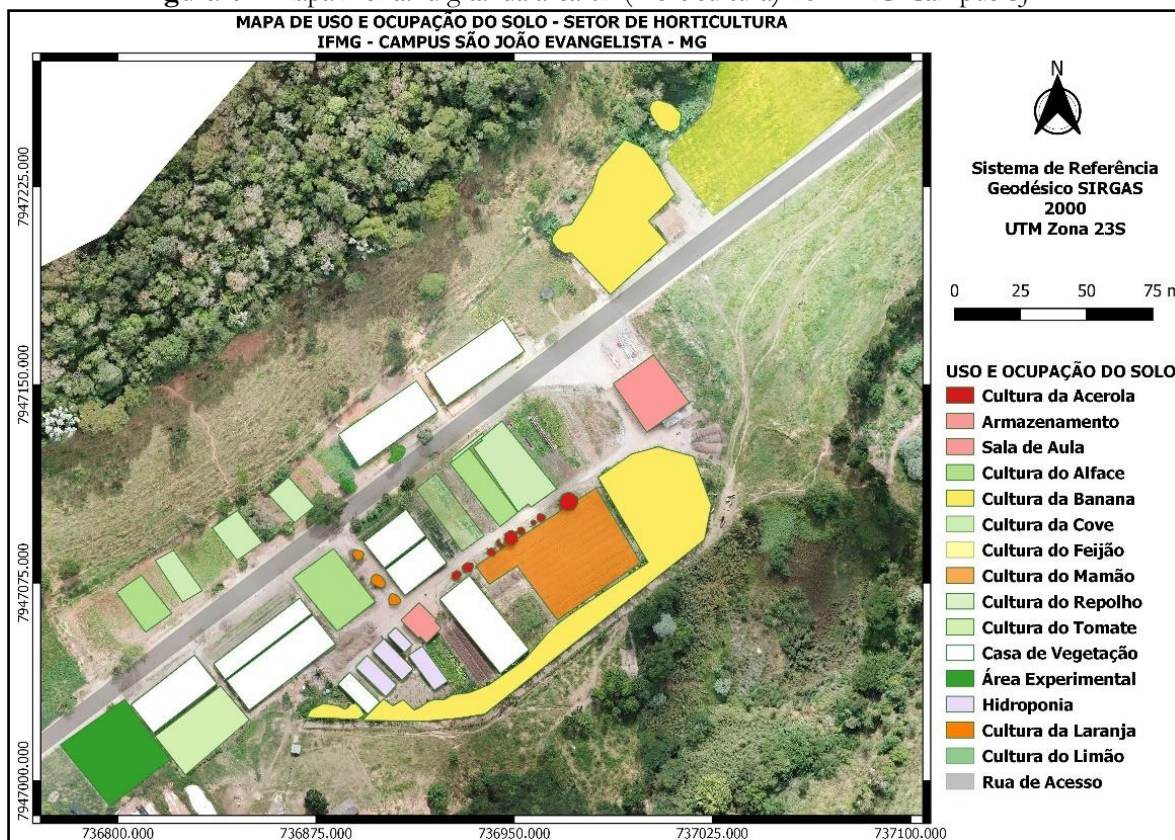 MAPA DE USO E OCUPAÇÃO DO SOLO - SETOR DE HORTICULTURA
IFMG - CAMPUS SÃO JOÃO EVANGELISTA - MG
N
Sistema de Referência
Geodésico SIRGAS
2000
UTM Zona 23S
0 25 50 75 m
USO E OCUPAÇÃO DO SOLO
Cultura da Acerola
Armazenamento
Sala de Aula
Cultura do Alface
Cultura da Banana
Cultura da Cove
Cultura do Feijão
Cultura do Mamão
Cultura do Repolho
Cultura do Tomate
Casa de Vegetação
Área Experimental
Hidroponia
Cultura da Laranja
Cultura do Limão
Rua de Acesso
7947225.000
7947150.000
7947075.000
7947000.000
736800.000 736875.000 736950.000 737025.000 737100.000